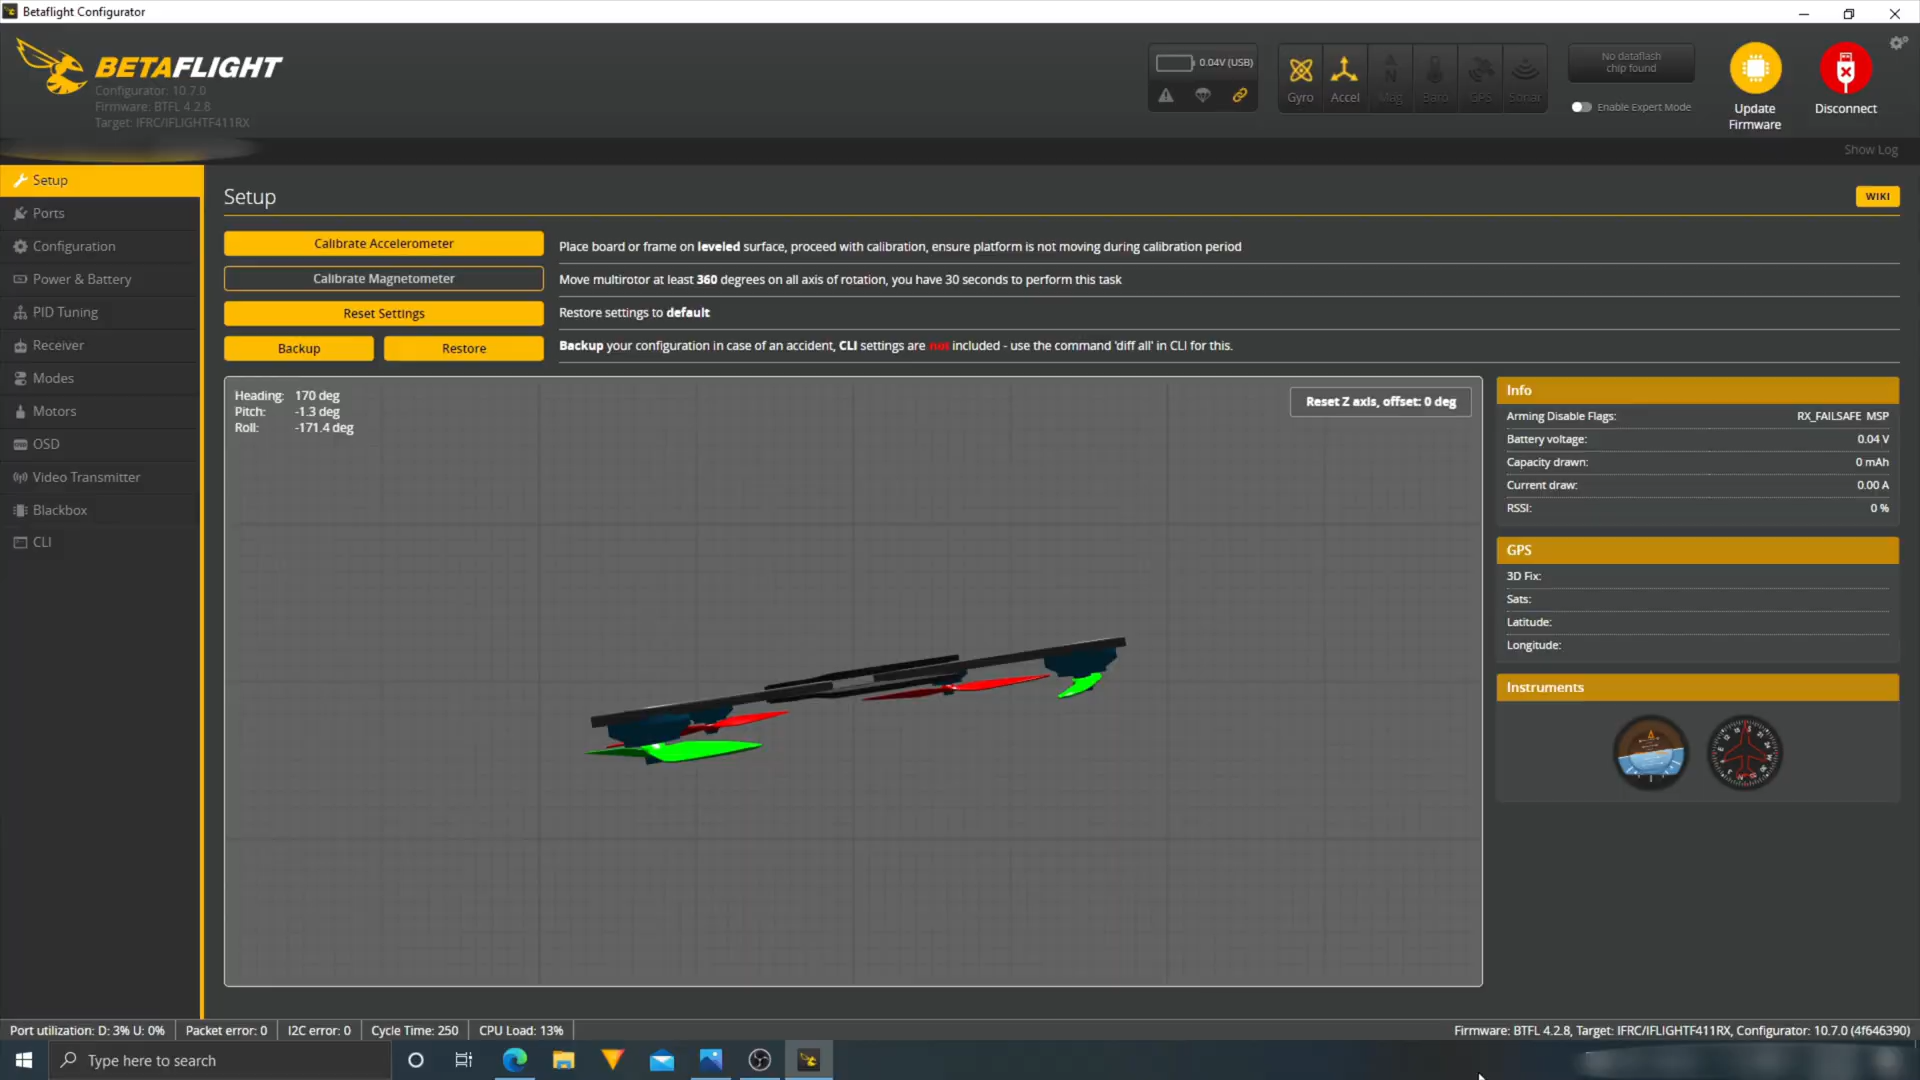 Betaflight Configurator
BETAFLIGHT
Configurator: 10.7.0
Firmware: BTFL 4.2.8
Target: IFRC/IFLIGHTF411RX
0.04V (USB)
Gyro
Accel
Mag
Baro
GPS
Sonar
No dataflash
chip found
Enable Expert Mode
Update
Firmware
Disconnect
Show Log
Setup
Ports
Configuration
Power & Battery
PID Tuning
Receiver
Modes
Motors
OSD
Video Transmitter
Blackbox
CLI
Setup
WIKI
Calibrate Accelerometer
Place board or frame on leveled surface, proceed with calibration, ensure platform is not moving during calibration period
Calibrate Magnetometer
Move multirotor at least 360 degrees on all axis of rotation, you have 30 seconds to perform this task
Reset Settings
Restore settings to default
Backup
Restore
Backup your configuration in case of an accident, CLI settings are not included - use the command 'diff all' in CLI for this.
Heading: 170 deg
Pitch: -1.3 deg
Roll: -171.4 deg
Reset Z axis, offset: 0 deg
Info
Arming Disable Flags: RX_FAILSAFE MSP
Battery voltage: 0.04 V
Capacity drawn: 0 mAh
Current draw: 0.00 A
RSSI: 0 %
GPS
3D Fix:
Sats:
Latitude:
Longitude:
Instruments
Port utilization: D: 3% U: 0%
Packet error: 0
I2C error: 0
Cycle Time: 250
CPU Load: 13%
Firmware: BTFL 4.2.8, Target: IFRC/IFLIGHTF411RX, Configurator: 10.7.0 (4f646390)
Type here to search